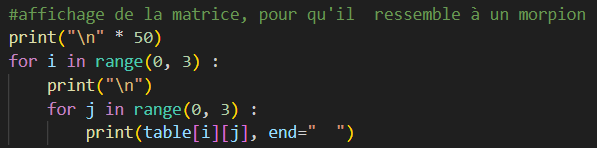 #affichage de la matrice, pour qu'il  ressemble à un morpion
print("\n" * 50)
for i in range(0, 3) :
    print("\n")
    for j in range(0, 3) :
        print(table[i][j], end="  ")